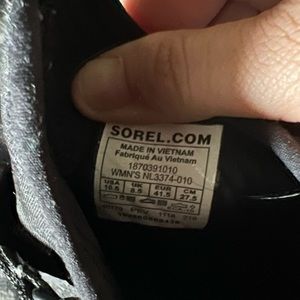 SOREL.COM
MADE IN VIETNAM
Fabriqué Au Vietnam
1870391010
WMN'S NL3374-010
USA UK EUR CM
10.5 8.5 41.5 27.5